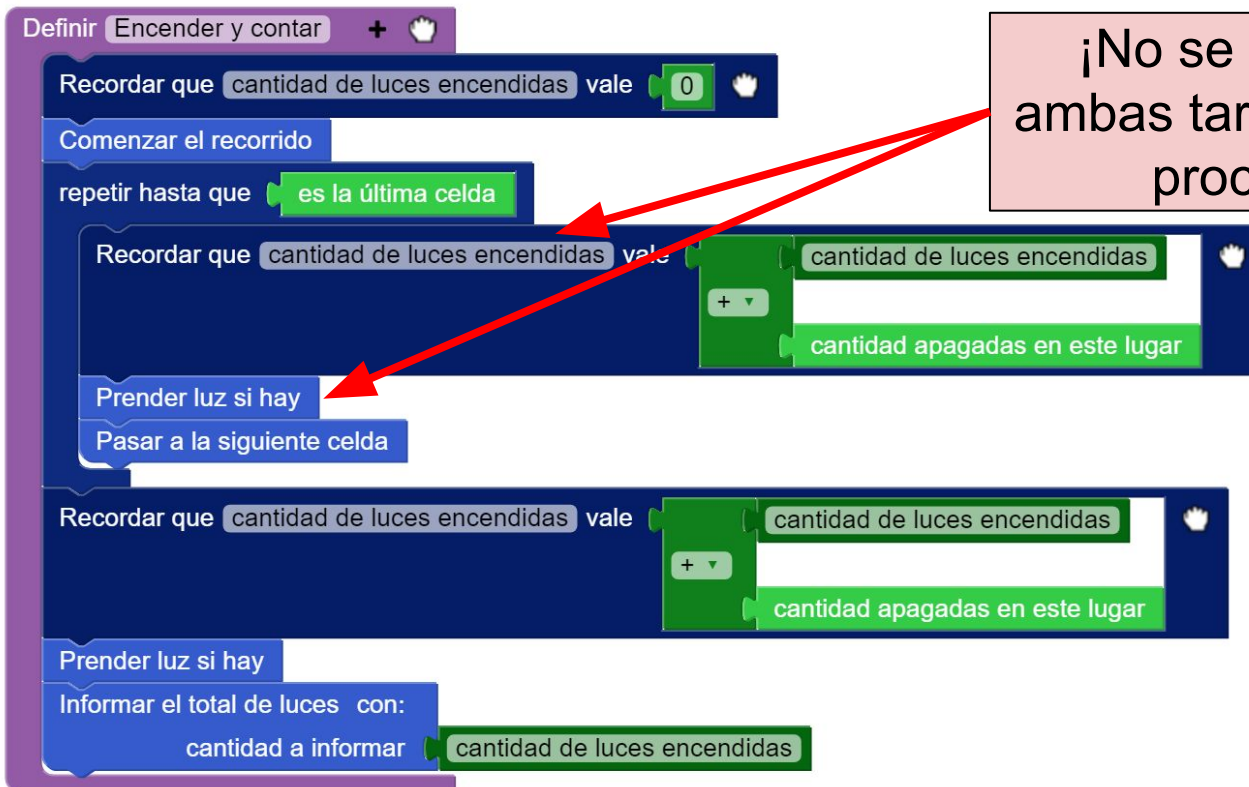 Definir Encender y contar +
¡No se
ambas tar
proc
Recordar que cantidad de luces encendidas vale 0
Comenzar el recorrido
repetir hasta que es la última celda
Recordar que cantidad de luces encendidas vale cantidad de luces encendidas
+ ▾
cantidad apagadas en este lugar
Prender luz si hay
Pasar a la siguiente celda
Recordar que cantidad de luces encendidas vale cantidad de luces encendidas
+ ▾
cantidad apagadas en este lugar
Prender luz si hay
Informar el total de luces con:
cantidad a informar cantidad de luces encendidas